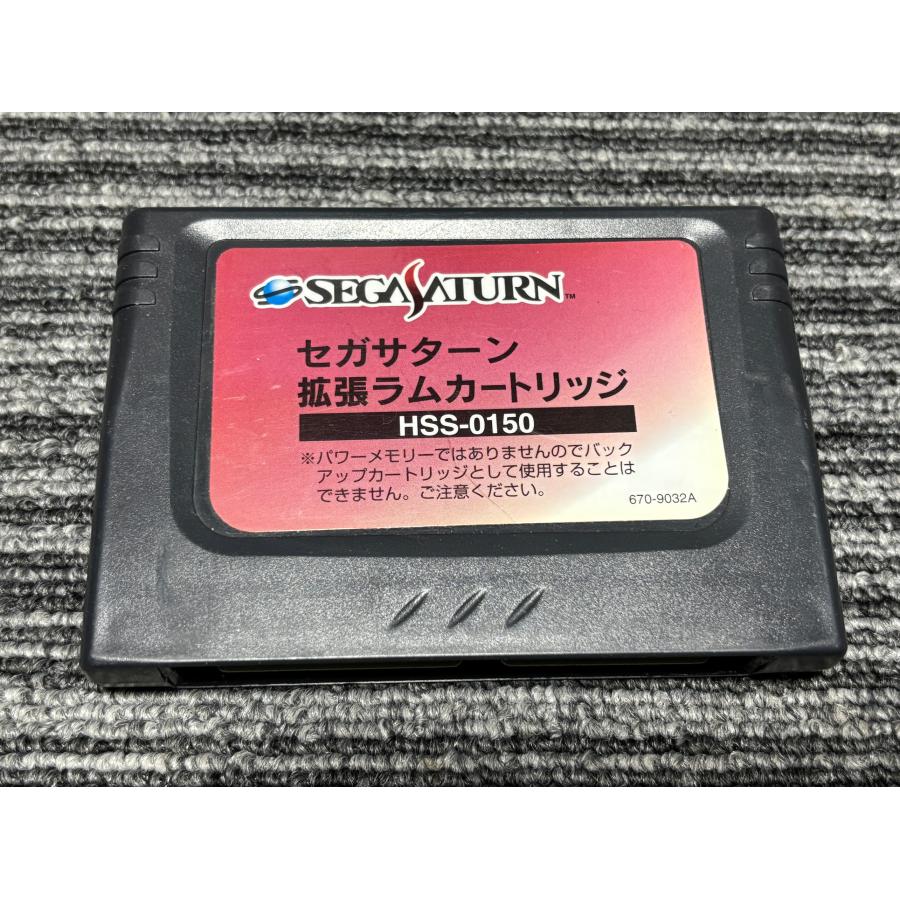 SEGA SATURN™
セガサターン
拡張ラムカートリッジ
HSS-0150
※パワーメモリーではありませんのでバック
アップカートリッジとして使用することは
できません。ご注意ください。
670-9032A